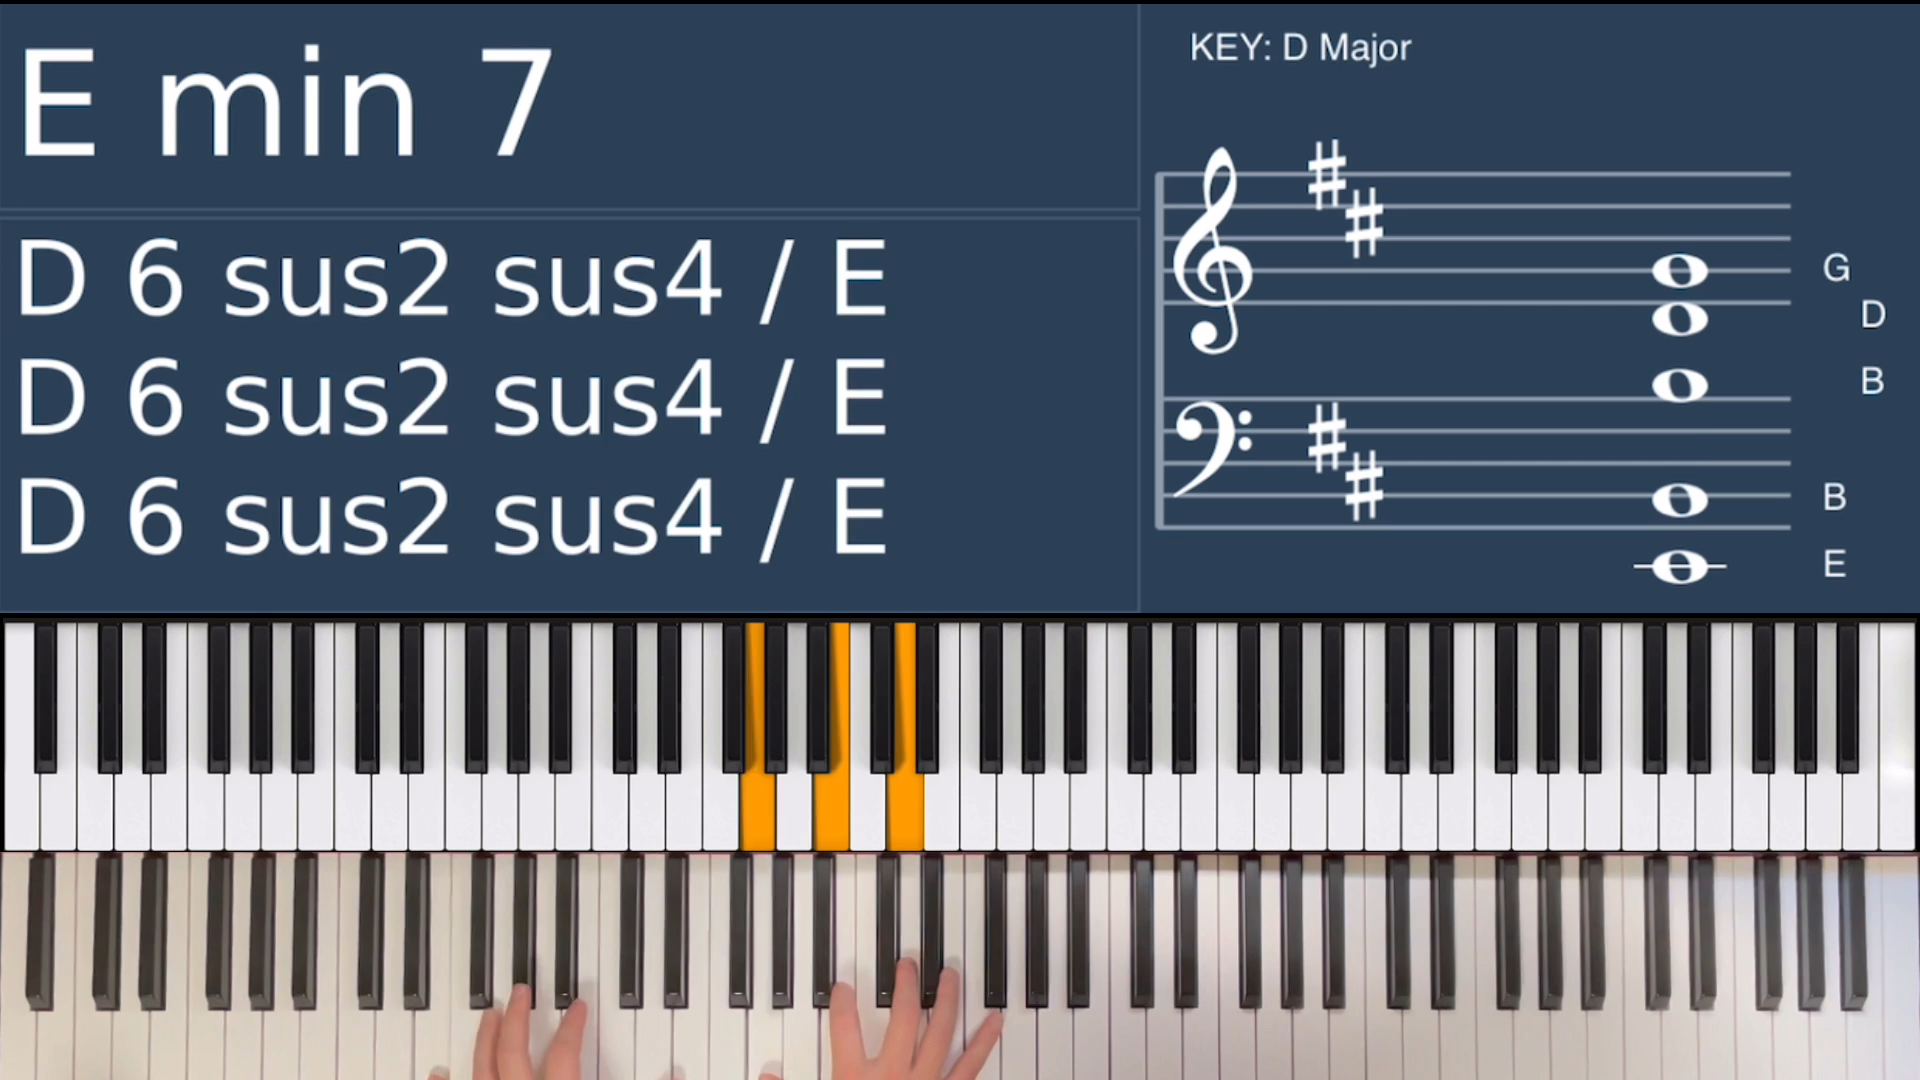 E min 7
D 6 sus2 sus4 / E
D 6 sus2 sus4 / E
D 6 sus2 sus4 / E
KEY: D Major
G
D
B
B
E